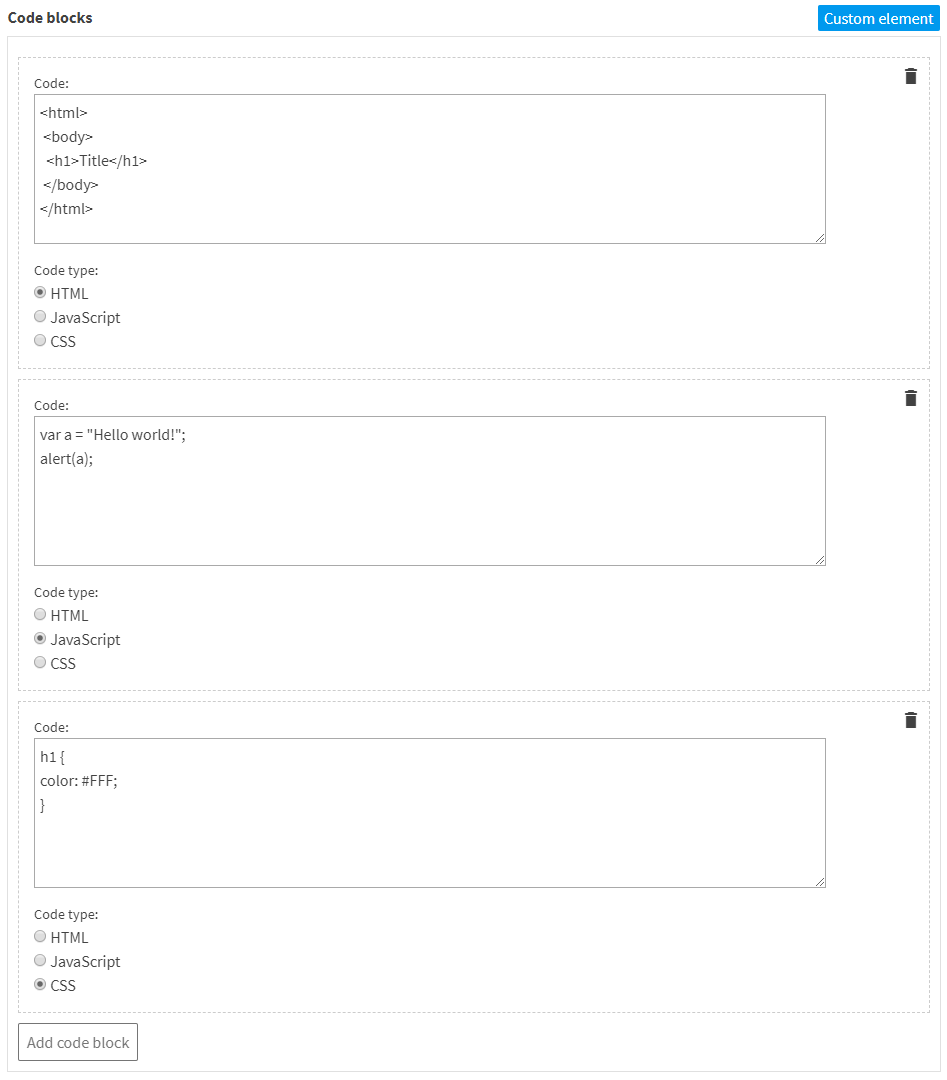 Code blocks
Custom element
Code:
<html>
 <body>
  <h1>Title</h1>
 </body>
</html>
Code type:
HTML
JavaScript
CSS
Code:
var a = "Hello world!";
alert(a);
Code type:
HTML
JavaScript
CSS
Code:
h1 {
color: #FFF;
}
Code type:
HTML
JavaScript
CSS
Add code block